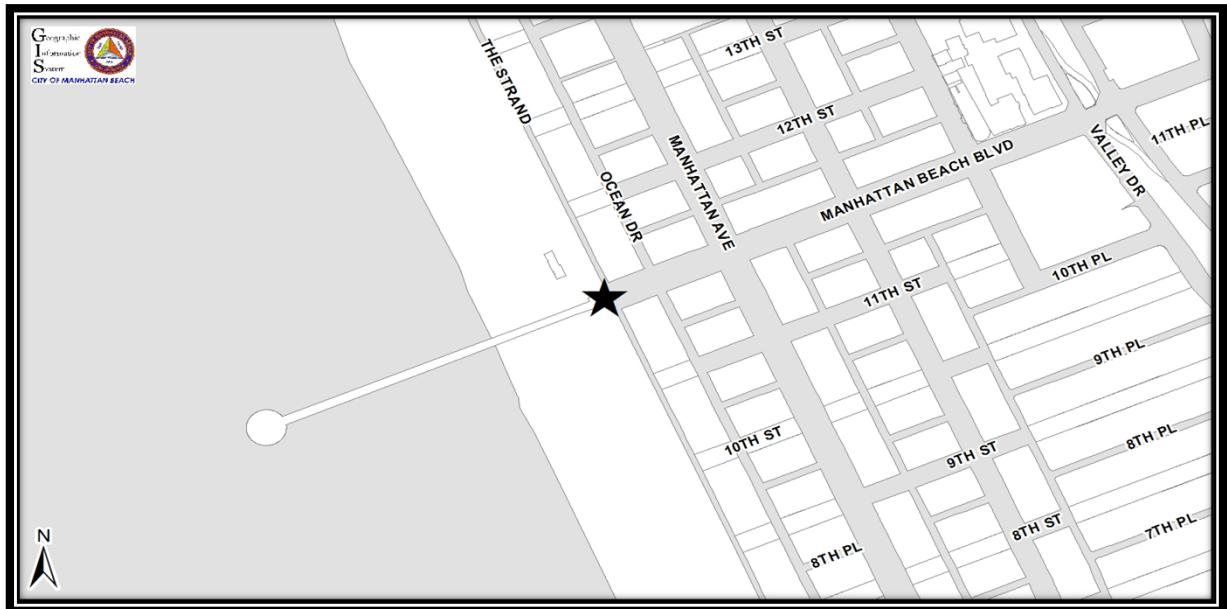 Geographic
Information
System
CITY OF MANHATTAN BEACH
THE STRAND
13TH ST
12TH ST
MANHATTAN AVE
OCEAN DR
MANHATTAN BEACH BLVD
VALLEY DR
11TH PL
10TH PL
11TH ST
9TH PL
8TH PL
10TH ST
9TH ST
7TH PL
8TH ST
8TH PL
N